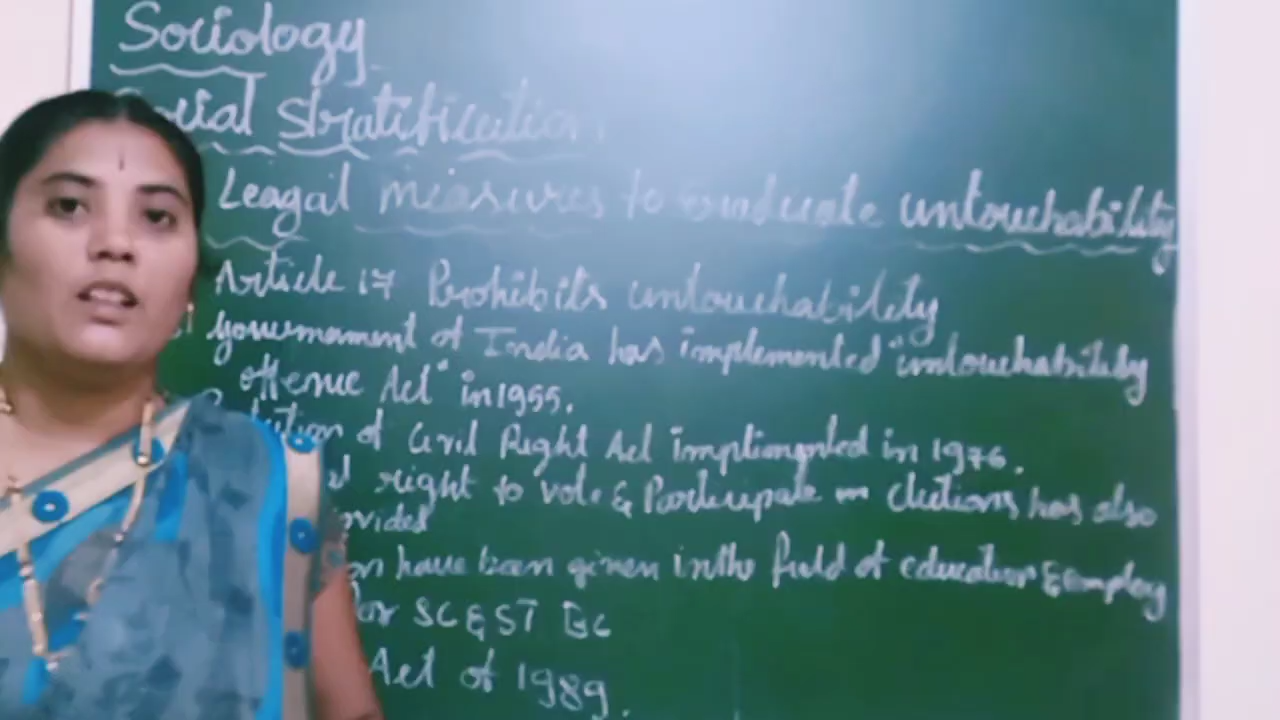 Sociology
Social stratification
Leagal measures to eradicate untouchability
Article 17 Prohibits untouchability
Government of India has implemented "untouchability
offence Act" in 1955.
of Civil Right Act implimented in 1976.
right to vote & Participate in elections has also
have been given in the field of education & employ
for SC & ST BC
Act of 1989.